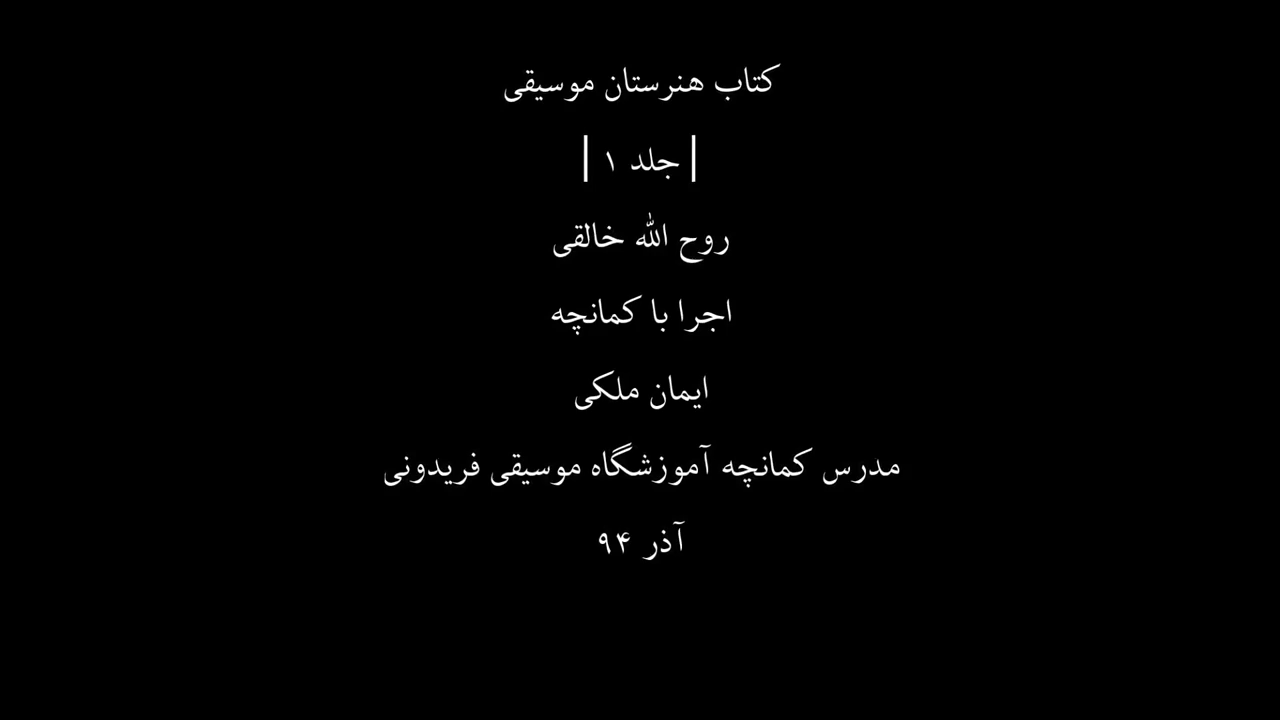 کتاب هنرستان موسیقی
| جلد ۱ |
روح الله خالقی
اجرا با کمانچه
ایمان ملکی
مدرس کمانچه آموزشگاه موسیقی فریدونی
آذر ۹۴